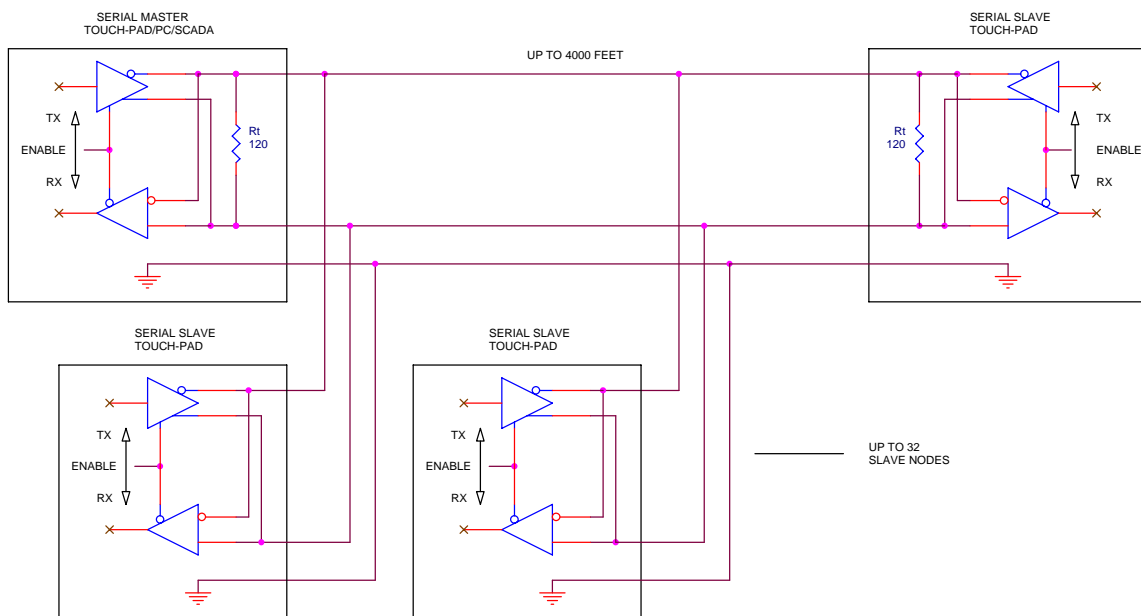 SERIAL MASTER
TOUCH-PAD/PC/SCADA
SERIAL SLAVE
TOUCH-PAD
UP TO 4000 FEET
TX
ENABLE
RX
Rt
120
Rt
120
TX
ENABLE
RX
SERIAL SLAVE
TOUCH-PAD
SERIAL SLAVE
TOUCH-PAD
TX
ENABLE
RX
TX
ENABLE
RX
UP TO 32
SLAVE NODES